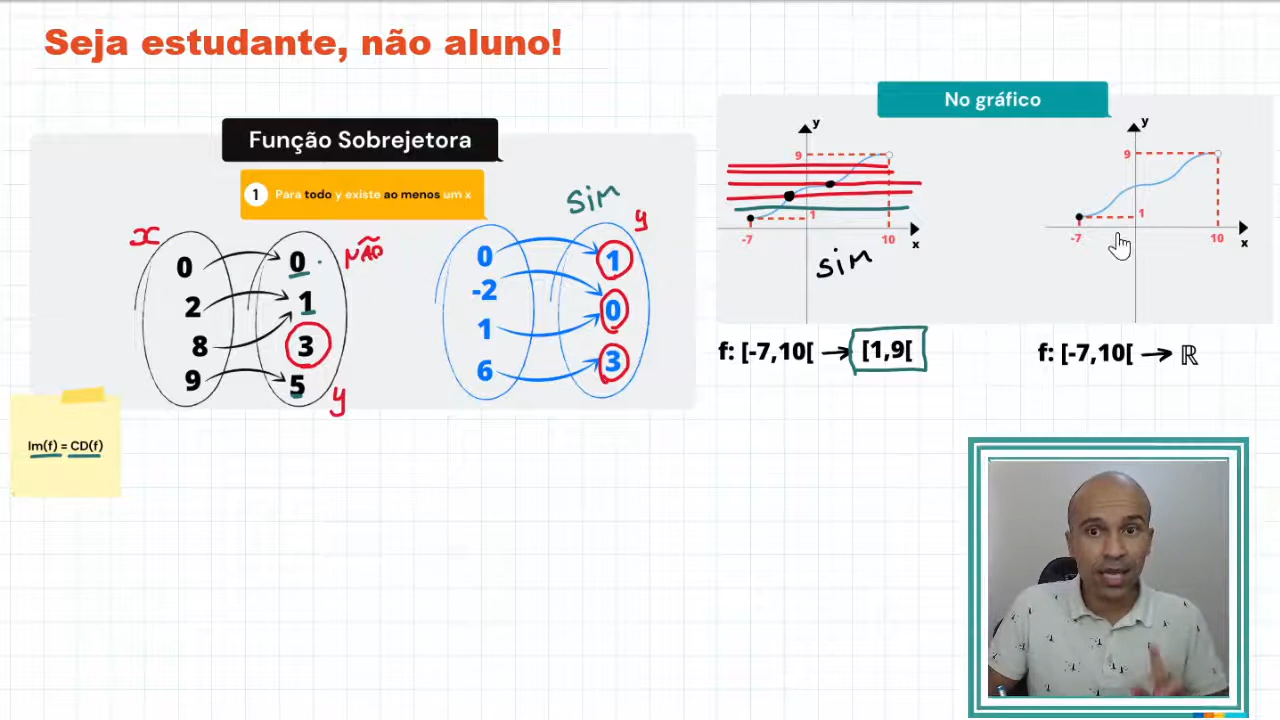 Seja estudante, não aluno!
Função Sobrejetora
1 Para todo y existe ao menos um x
x
NÃO
0 0
2 1
8 3
9 5
y
SIM
y
0 1
-2 0
1 3
6
Im(f) = CD(f)
No gráfico
y
9
1
-7 10 x
SIM
f: [-7,10[ → [1,9[
y
9
1
-7 10 x
f: [-7,10[ → ℝ